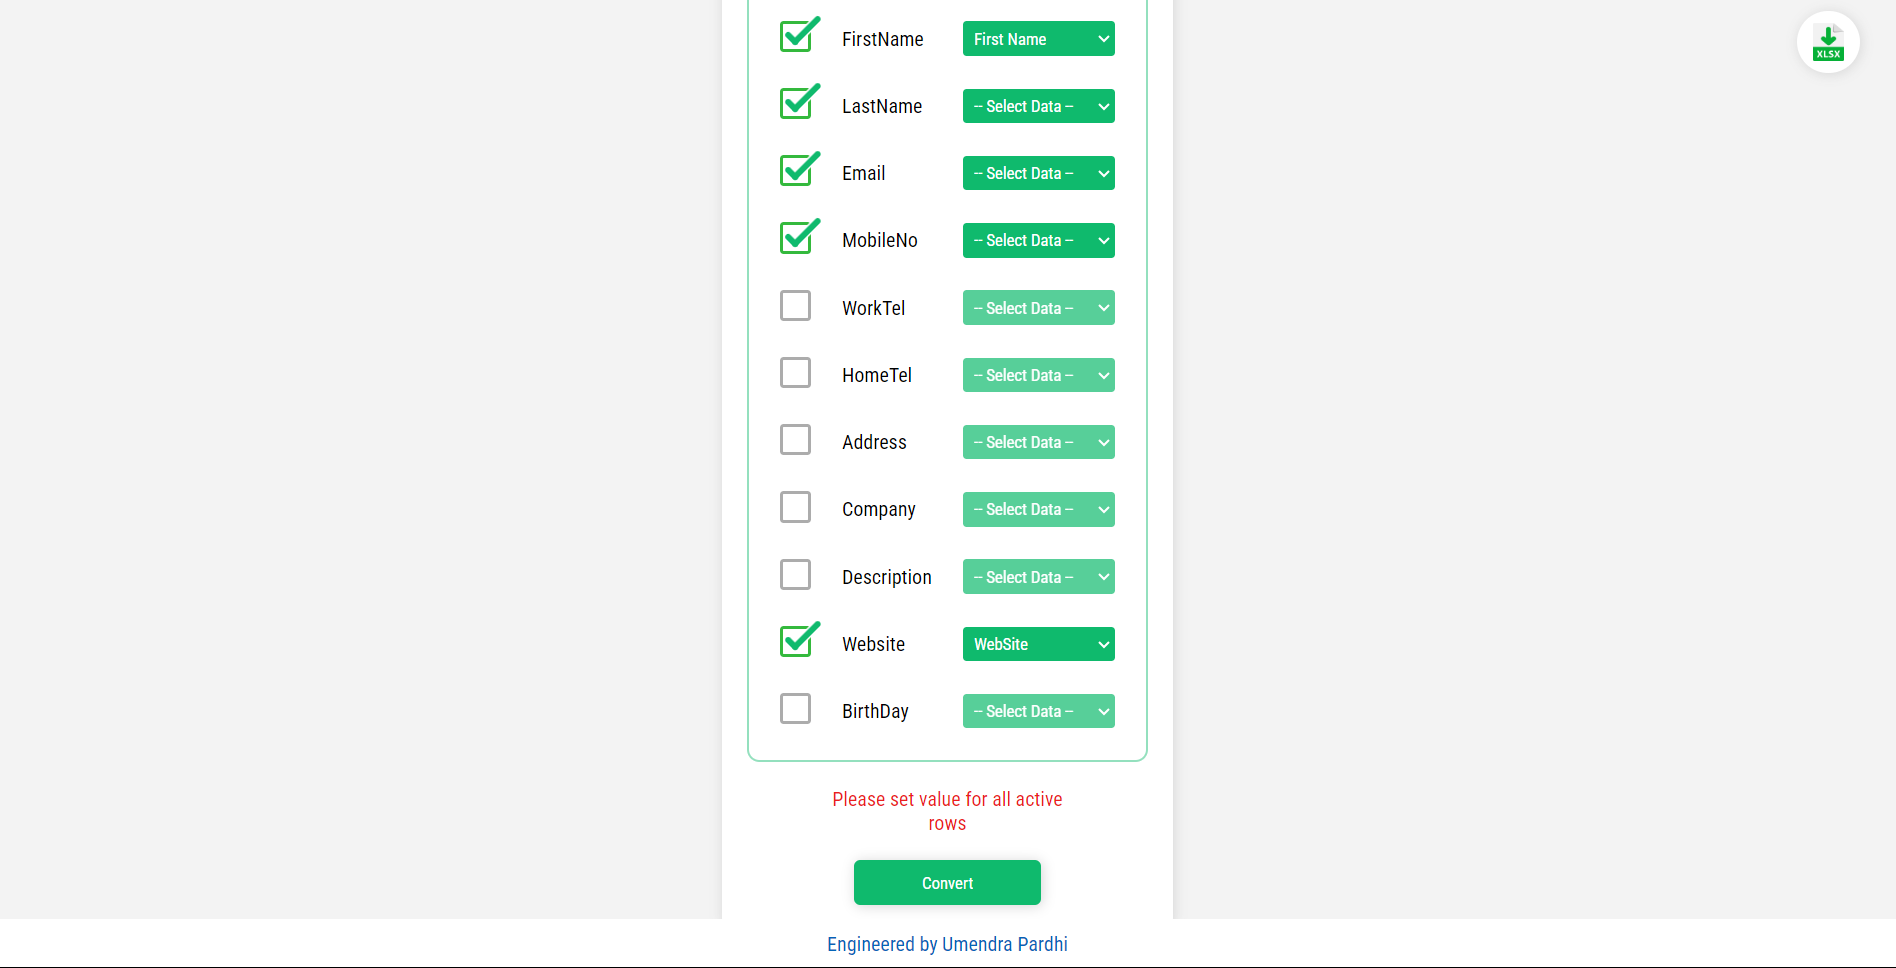 FirstName First Name
XLSX
LastName -- Select Data --
Email -- Select Data --
MobileNo -- Select Data --
WorkTel -- Select Data --
HomeTel -- Select Data --
Address -- Select Data --
Company -- Select Data --
Description -- Select Data --
Website WebSite
BirthDay -- Select Data --
Please set value for all active
rows
Convert
Engineered by Umendra Pardhi